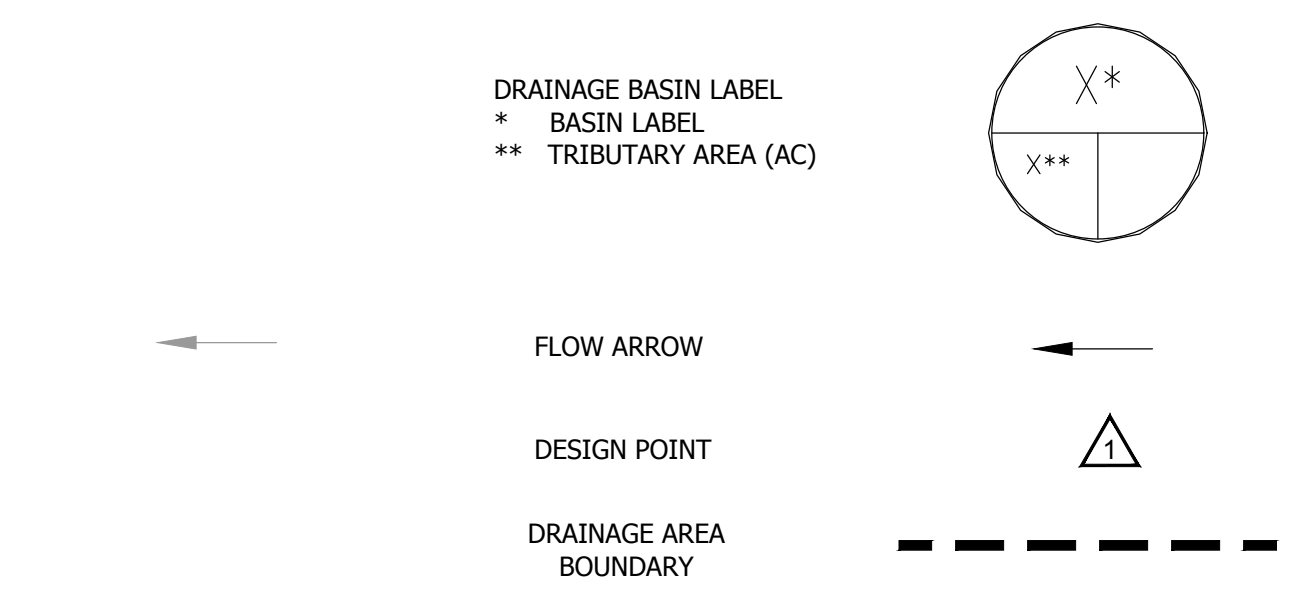 DRAINAGE BASIN LABEL
* BASIN LABEL
** TRIBUTARY AREA (AC)
X*
X**
FLOW ARROW
DESIGN POINT
1
DRAINAGE AREA
BOUNDARY